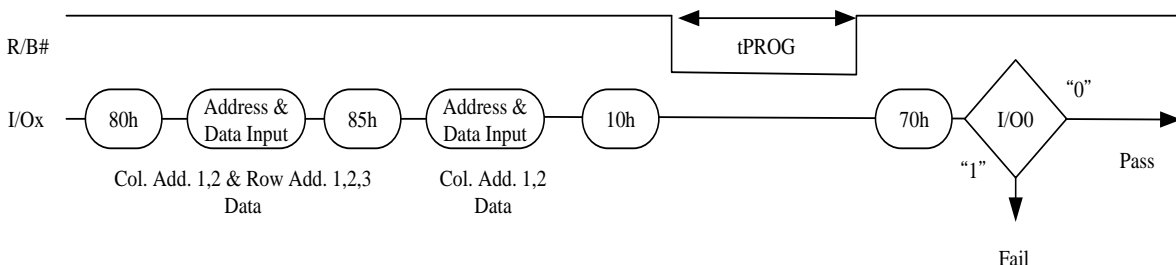 R/B#
tPROG
I/Ox
80h
Address &
Data Input
85h
Address &
Data Input
10h
70h
I/O0
“0”
“1”
Pass
Col. Add. 1,2 & Row Add. 1,2,3
Data
Col. Add. 1,2
Data
Fail